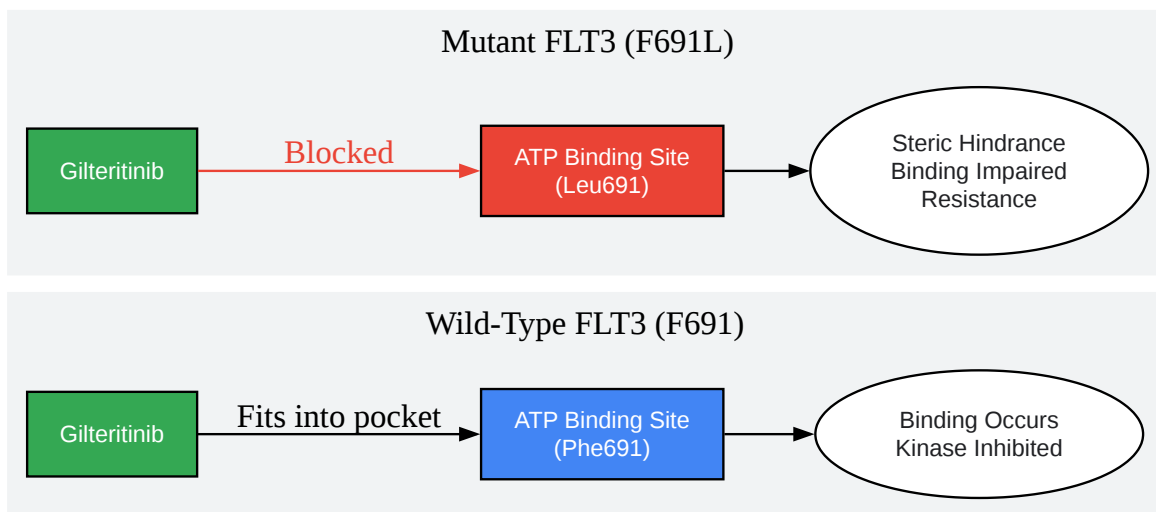 Mutant FLT3 (F691L)
Gilteritinib
Blocked
ATP Binding Site
(Leu691)
Steric Hindrance
Binding Impaired
Resistance
Wild-Type FLT3 (F691)
Gilteritinib
Fits into pocket
ATP Binding Site
(Phe691)
Binding Occurs
Kinase Inhibited